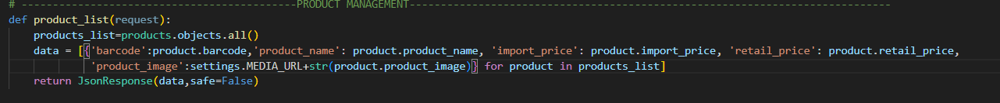 # -------------------------------------------PRODUCT MANAGEMENT---------------------------------------------------------------------------
def product_list(request):
    products_list=products.objects.all()
    data = [{'barcode':product.barcode,'product_name': product.product_name, 'import_price': product.import_price, 'retail_price': product.retail_price,
             'product_image':settings.MEDIA_URL+str(product.product_image)} for product in products_list]
    return JsonResponse(data,safe=False)